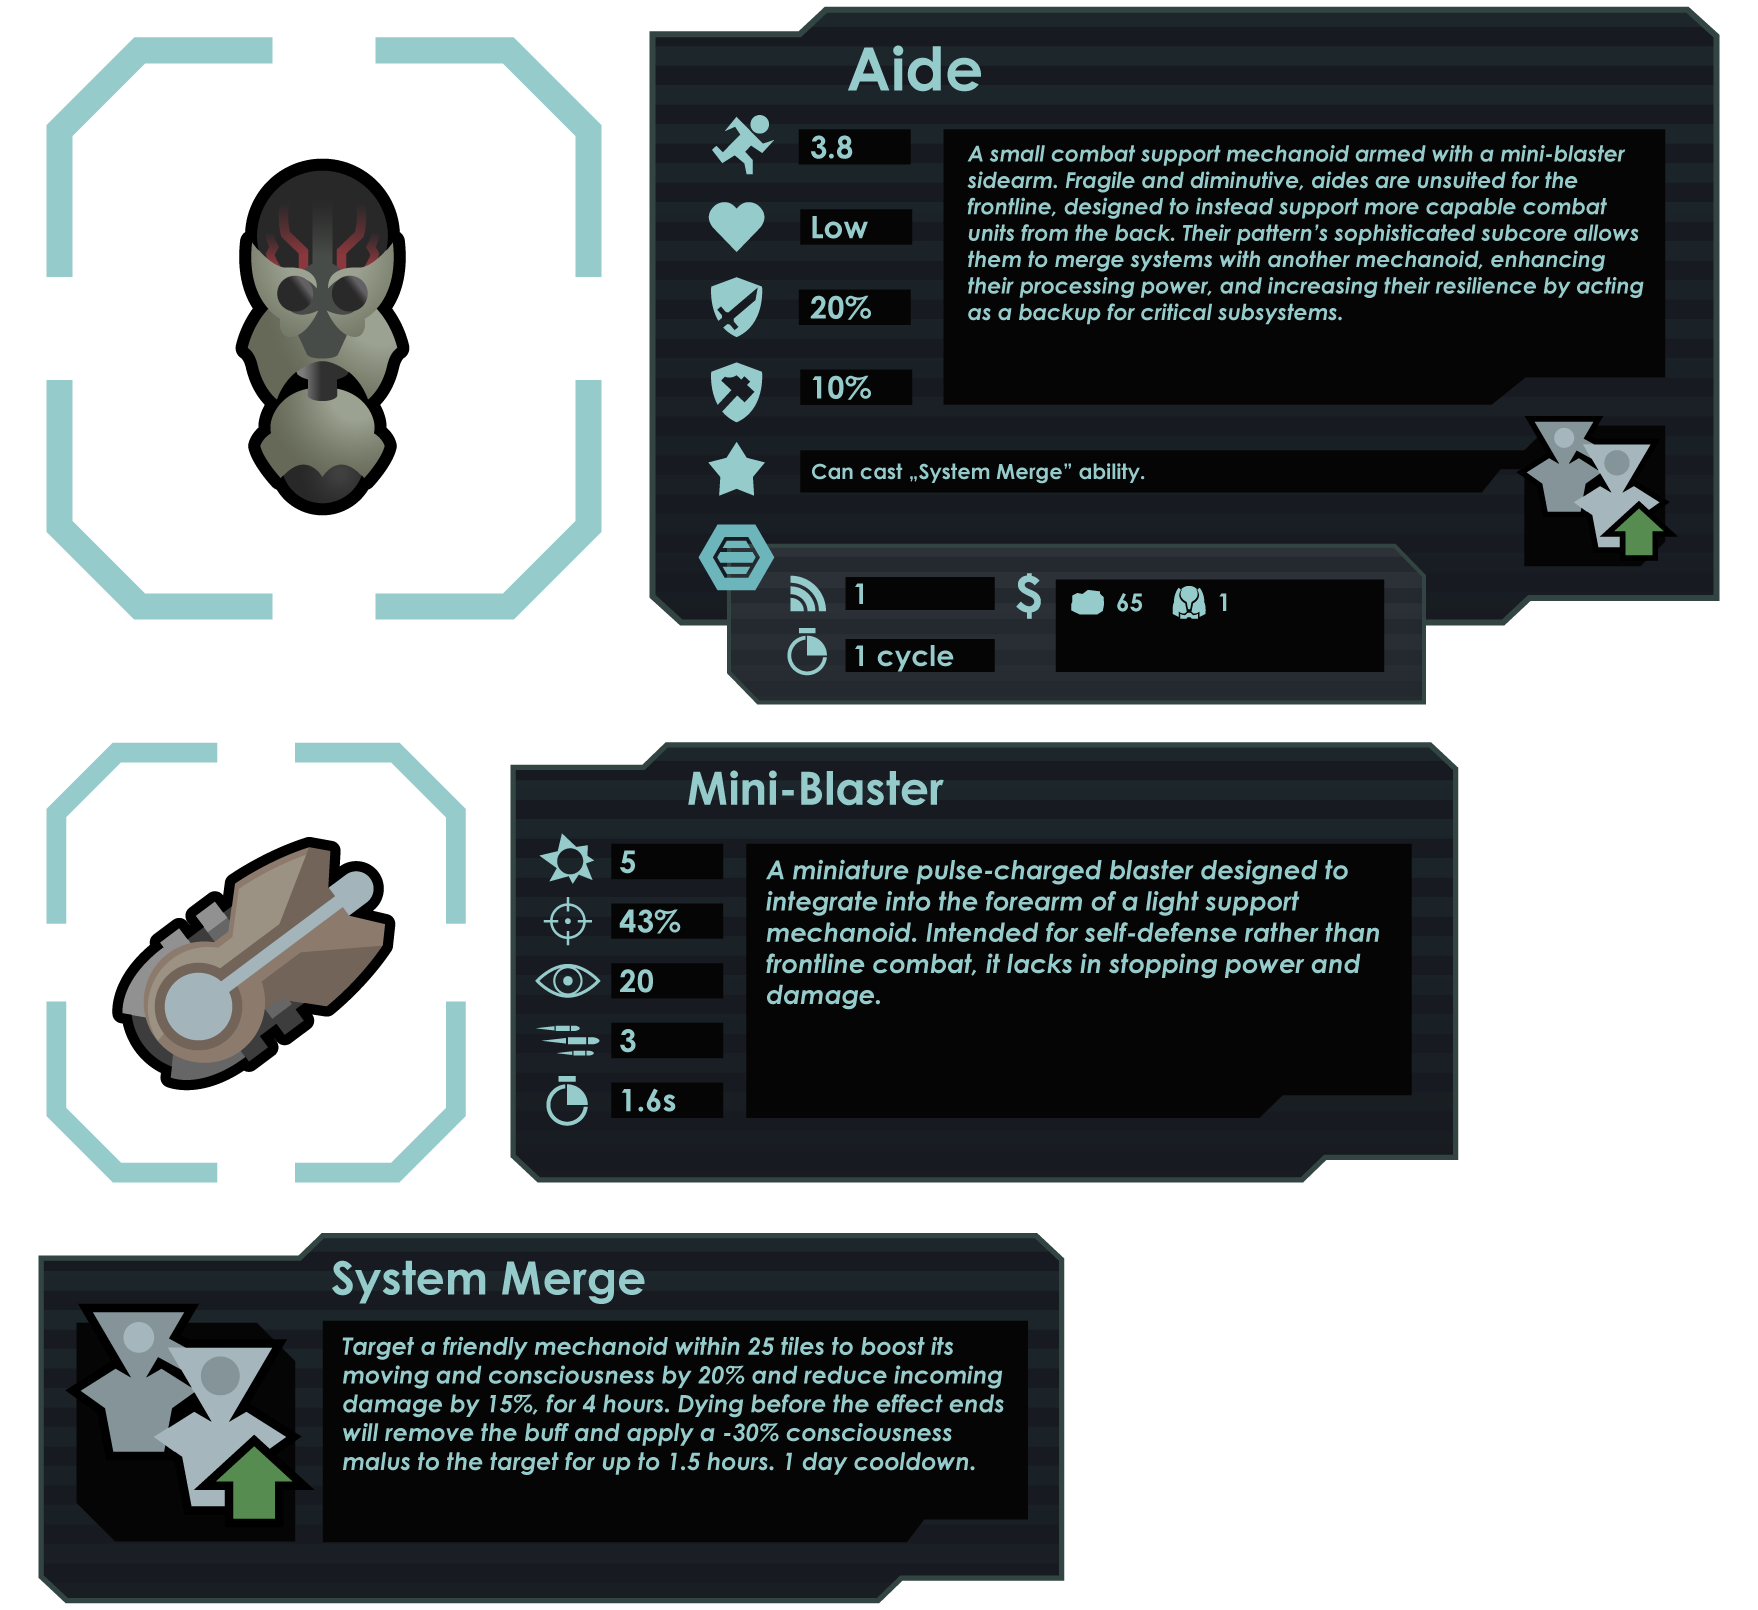 Aide
3.8
A small combat support mechanoid armed with a mini-blaster
sidearm. Fragile and diminutive, aides are unsuited for the
frontline, designed to instead support more capable combat
units from the back. Their pattern's sophisticated subcore allows
them to merge systems with another mechanoid, enhancing
their processing power, and increasing their resilience by acting
as a backup for critical subsystems.
Low
20%
10%
Can cast „System Merge" ability.
1
$
65
1
1 cycle
Mini-Blaster
5
43%
20
3
1.6s
A miniature pulse-charged blaster designed to
integrate into the forearm of a light support
mechanoid. Intended for self-defense rather than
frontline combat, it lacks in stopping power and
damage.
System Merge
Target a friendly mechanoid within 25 tiles to boost its
moving and consciousness by 20% and reduce incoming
damage by 15%, for 4 hours. Dying before the effect ends
will remove the buff and apply a -30% consciousness
malus to the target for up to 1.5 hours. 1 day cooldown.